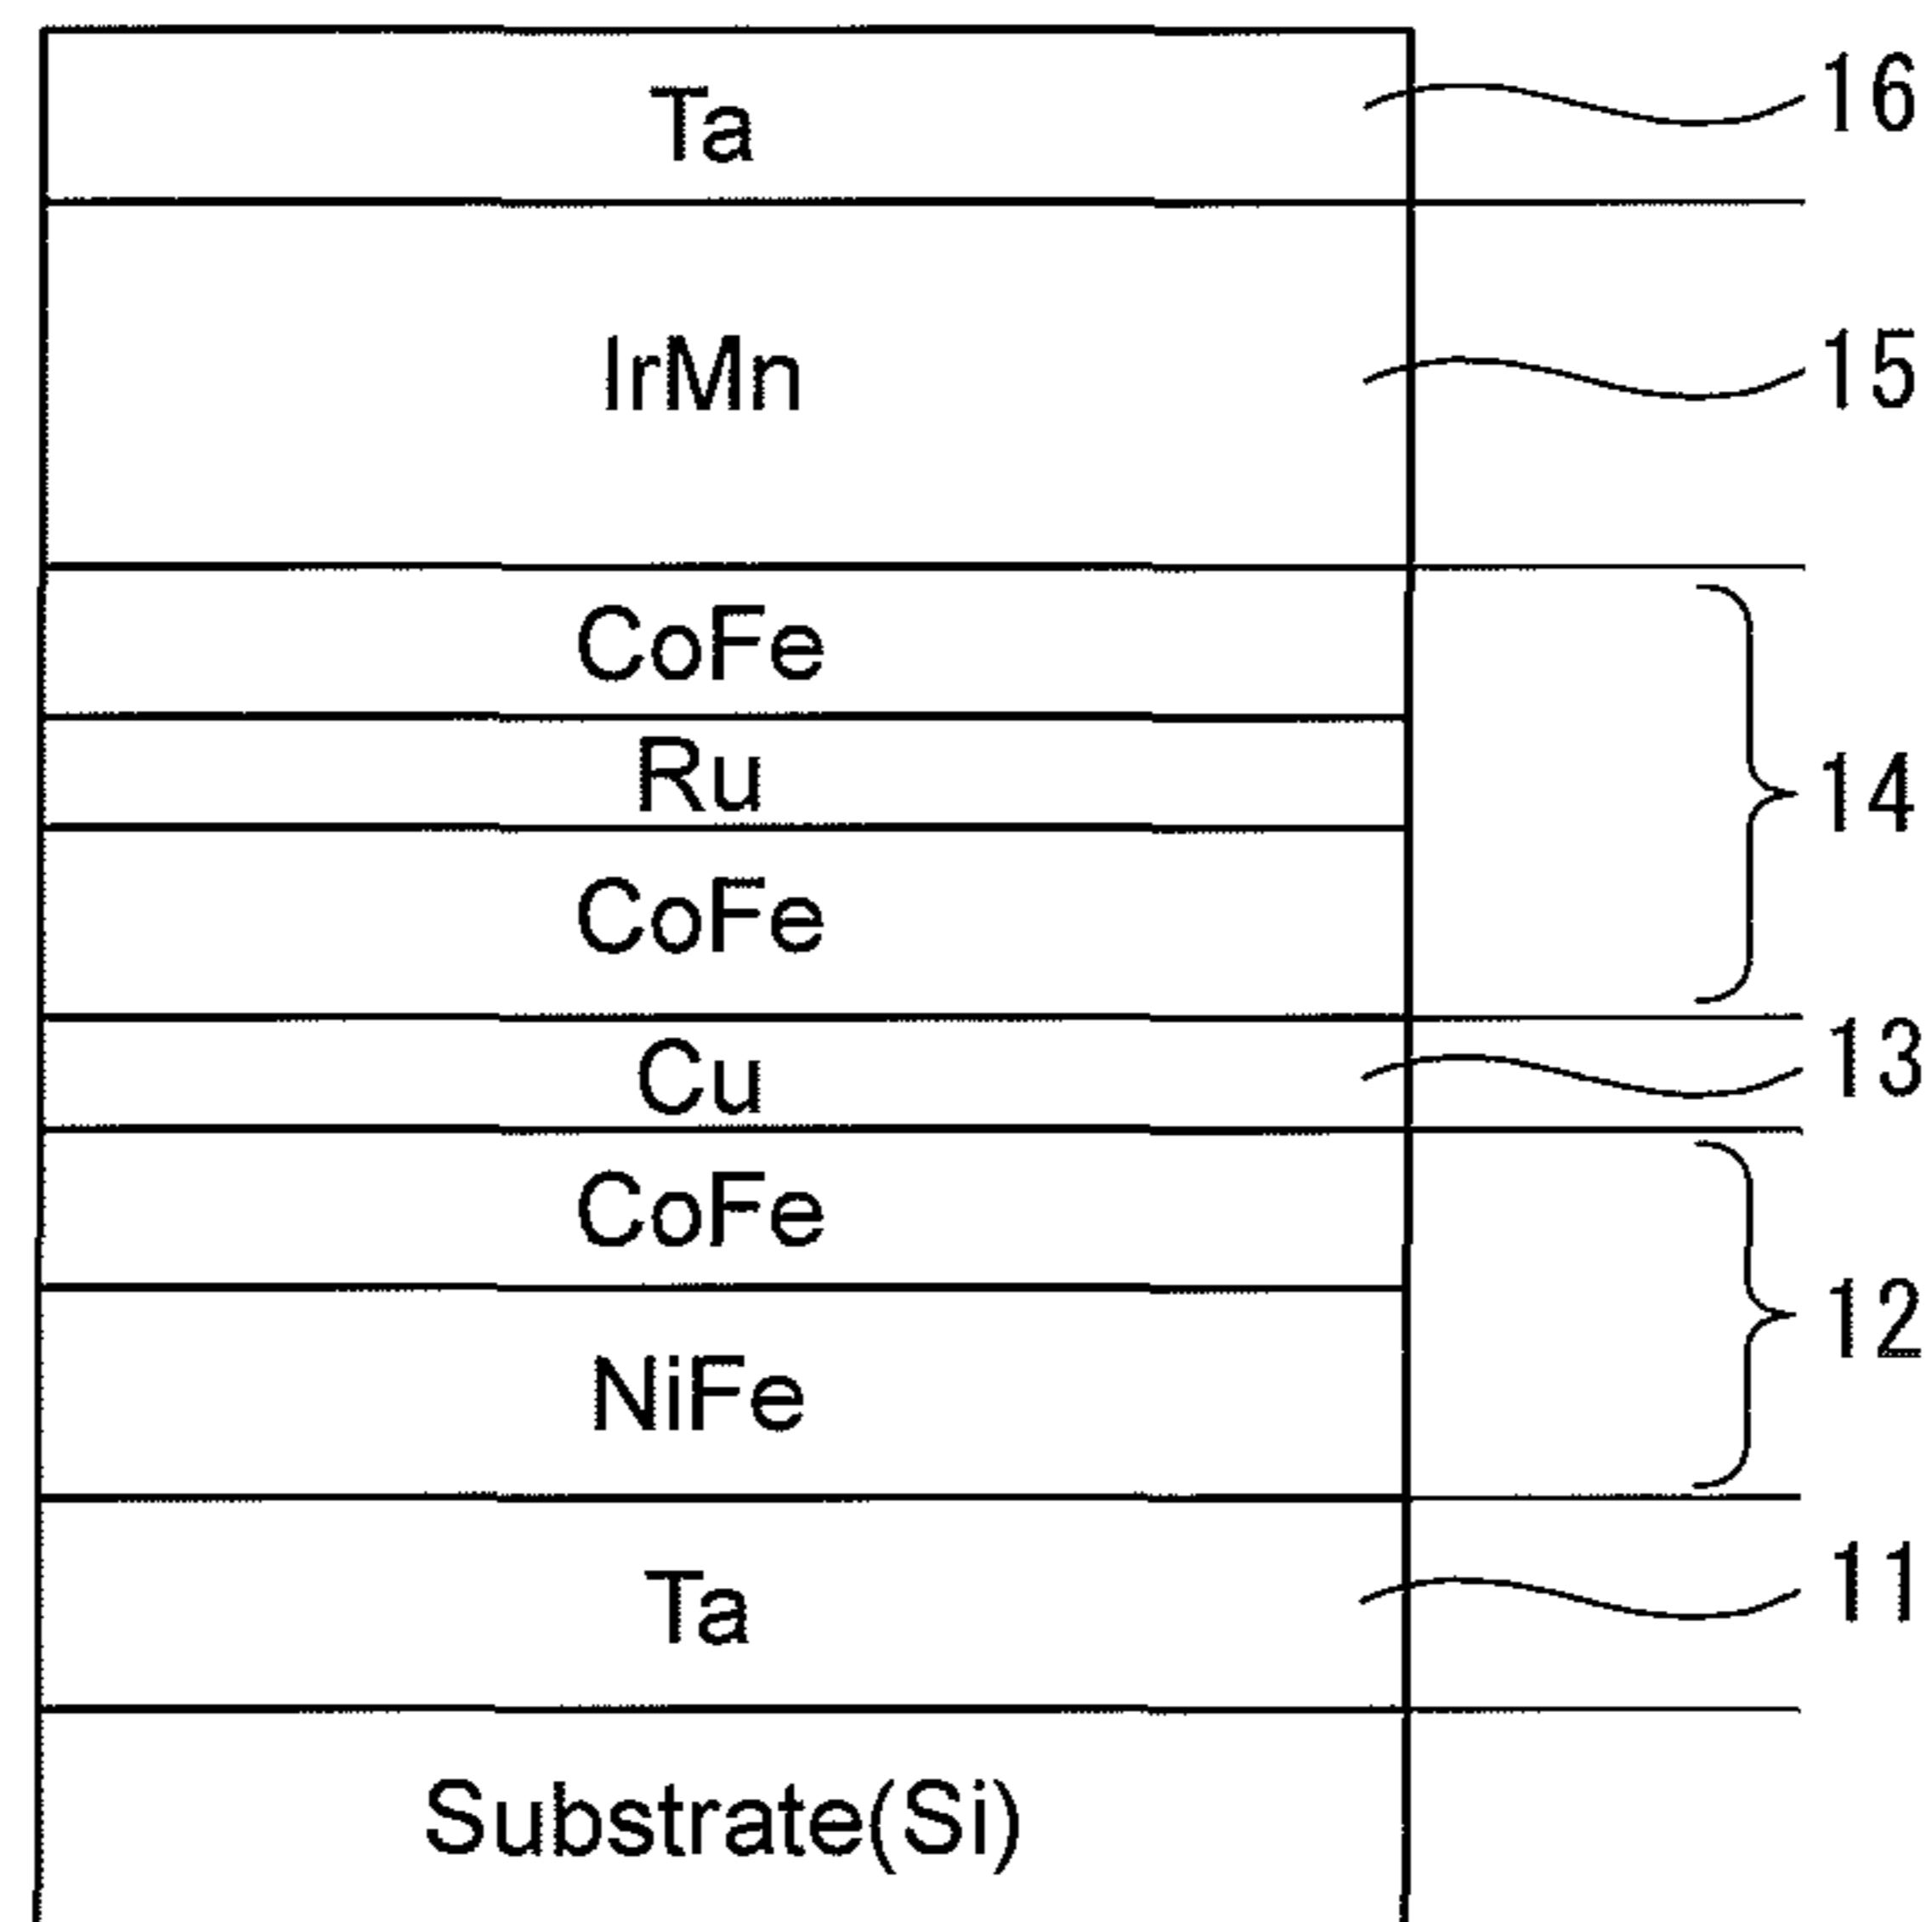 Ta 16
IrMn 15
CoFe
Ru 14
CoFe
Cu 13
CoFe
12
NiFe
Ta 11
Substrate(Si)